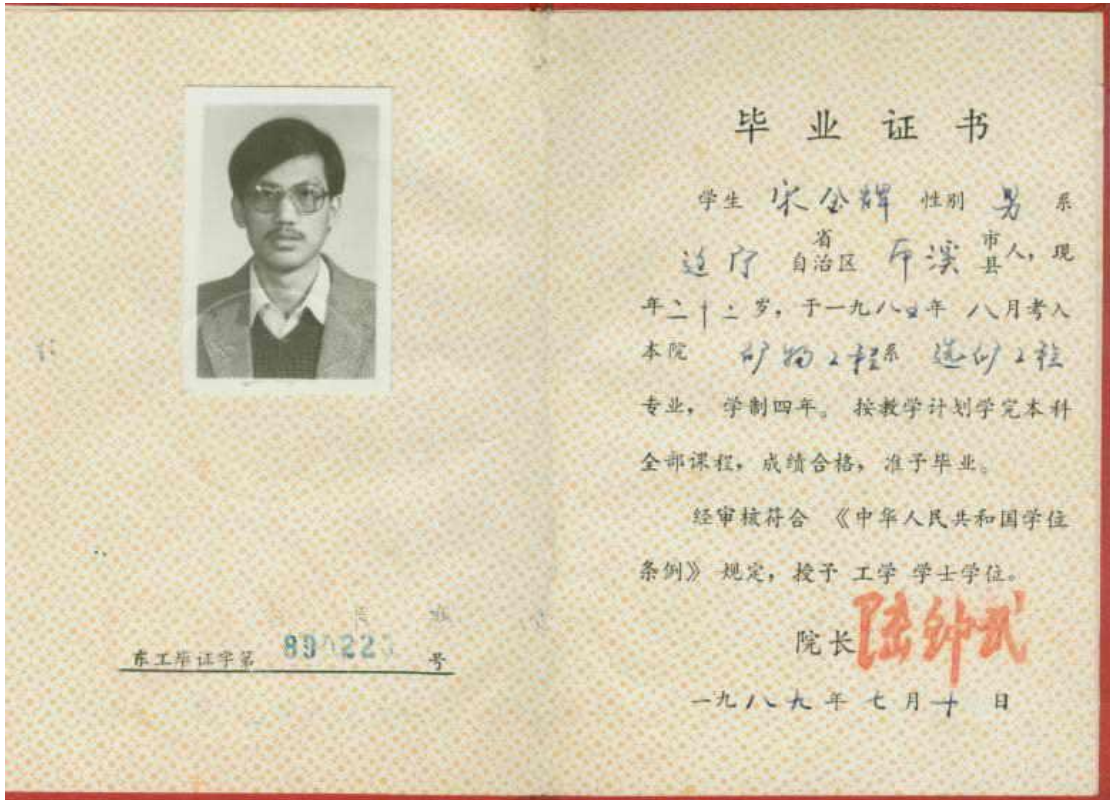 东工毕证字第 号
毕 业 证 书
学生 宋全辉 性别 男 系
辽宁 省自治区 本溪 市县 人，现
年二十二岁，于一九八五年 八月考入
本院 矿物工程系 选矿工程
专业，学制四年。按教学计划学完本科
全部课程，成绩合格，准予毕业。
经审核符合《中华人民共和国学位
条例》规定，授予 工学 学士学位。
院长 陆钟武
一九八九年七月十 日